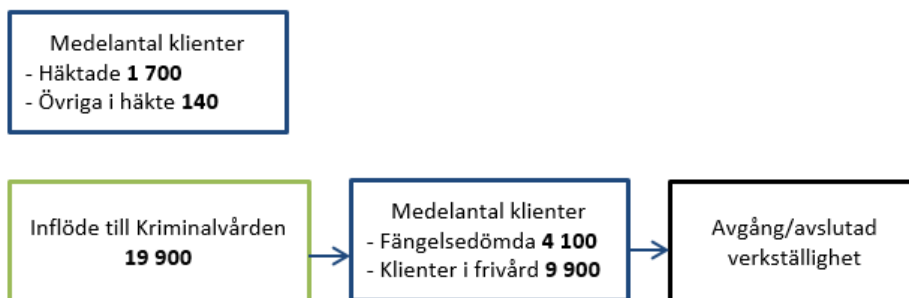 Medelantal klienter
- Häktade 1 700
- Övriga i häkte 140
Inflöde till Kriminalvården
19 900
Medelantal klienter
- Fängelsedömda 4 100
- Klienter i frivård 9 900
Avgång/avslutad
verkställighet